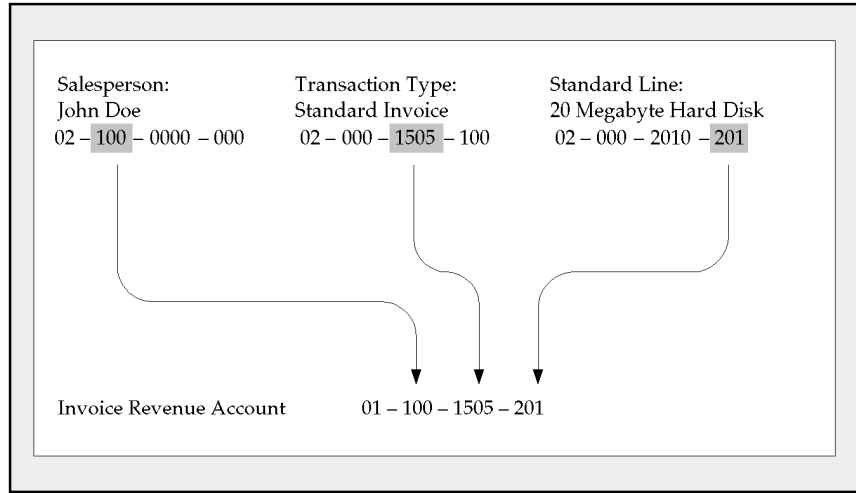 Salesperson:
John Doe
02 – 100 – 0000 – 000
Transaction Type:
Standard Invoice
02 – 000 – 1505 – 100
Standard Line:
20 Megabyte Hard Disk
02 – 000 – 2010 – 201
Invoice Revenue Account 01 – 100 – 1505 – 201